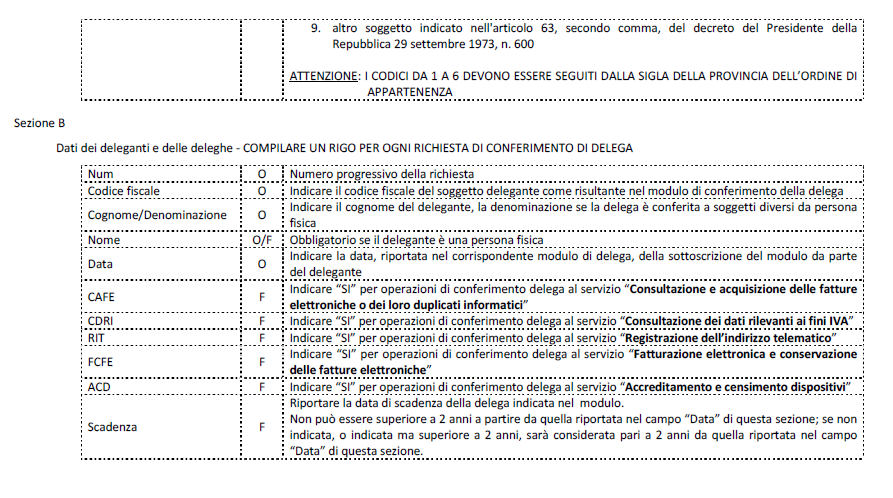 9. altro soggetto indicato nell'articolo 63, secondo comma, del decreto del Presidente della
Repubblica 29 settembre 1973, n. 600
ATTENZIONE: I CODICI DA 1 A 6 DEVONO ESSERE SEGUITI DALLA SIGLA DELLA PROVINCIA DELL'ORDINE DI
APPARTENENZA
Sezione B
Dati dei deleganti e delle deleghe - COMPILARE UN RIGO PER OGNI RICHIESTA DI CONFERIMENTO DI DELEGA
Num O Numero progressivo della richiesta
Codice fiscale O Indicare il codice fiscale del soggetto delegante come risultante nel modulo di conferimento della delega
Cognome/Denominazione O Indicare il cognome del delegante, la denominazione se la delega è conferita a soggetti diversi da persona
fisica
Nome O/F Obbligatorio se il delegante è una persona fisica
Data O Indicare la data, riportata nel corrispondente modulo di delega, della sottoscrizione del modulo da parte
del delegante
CAFE F Indicare "SI" per operazioni di conferimento delega al servizio "Consultazione e acquisizione delle fatture
elettroniche o dei loro duplicati informatici"
CDRI F Indicare "SI" per operazioni di conferimento delega al servizio "Consultazione dei dati rilevanti ai fini IVA"
RIT F Indicare "SI" per operazioni di conferimento delega al servizio "Registrazione dell'indirizzo telematico"
FCFE F Indicare "SI" per operazioni di conferimento delega al servizio "Fatturazione elettronica e conservazione
delle fatture elettroniche"
ACD F Indicare "SI" per operazioni di conferimento delega al servizio "Accreditamento e censimento dispositivi"
Scadenza F Riportare la data di scadenza della delega indicata nel modulo.
Non può essere superiore a 2 anni a partire da quella riportata nel campo "Data" di questa sezione; se non
indicata, o indicata ma superiore a 2 anni, sarà considerata pari a 2 anni da quella riportata nel campo
"Data" di questa sezione.